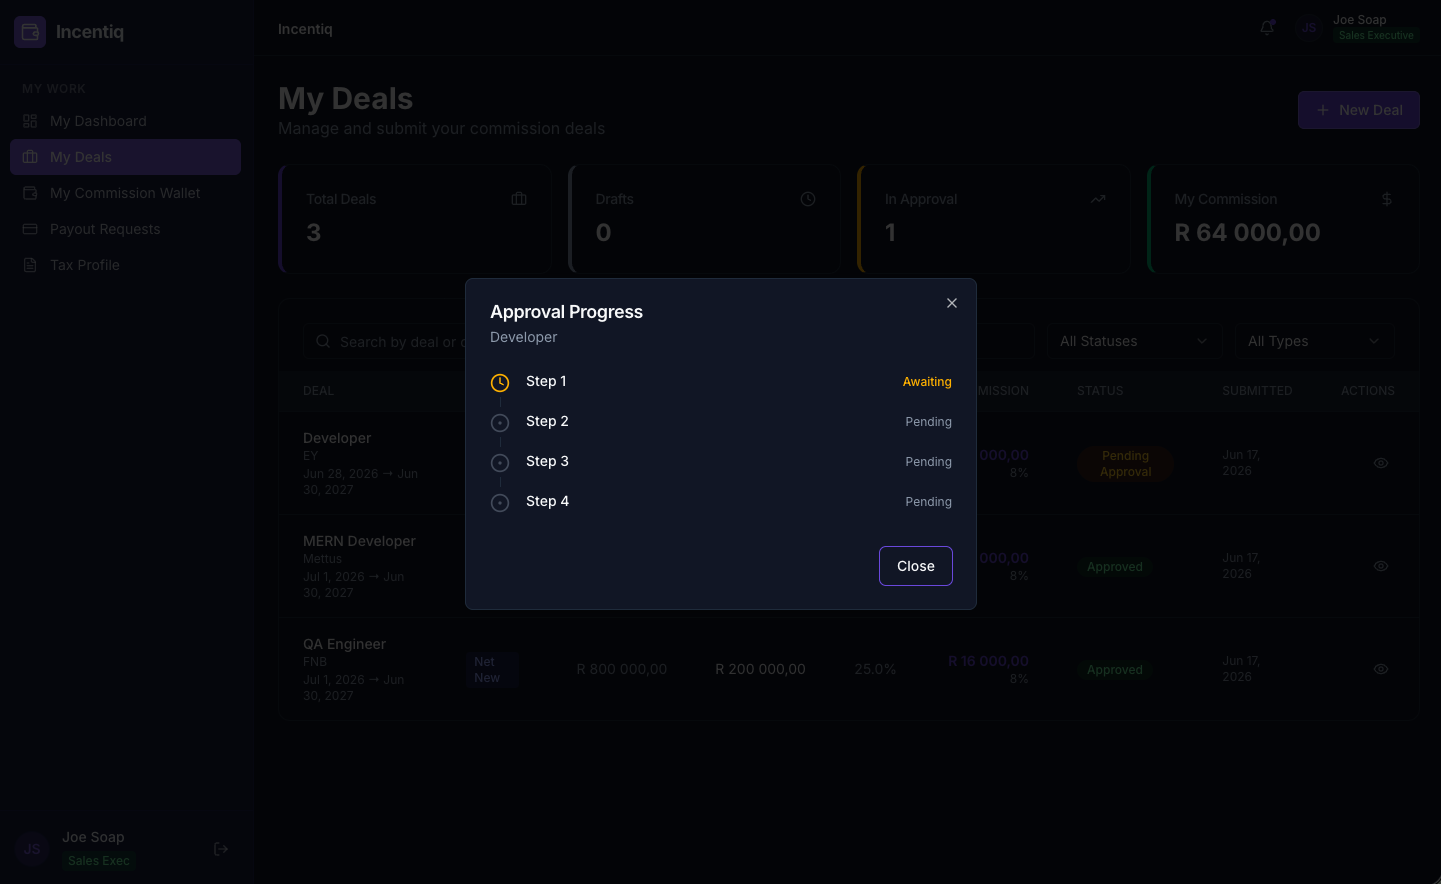 Incentiq
MY WORK
My Dashboard
My Deals
My Commission Wallet
Payout Requests
Tax Profile
JS
Joe Soap
Sales Exec
Incentiq
JS
Joe Soap
Sales Executive
My Deals
Manage and submit your commission deals
New Deal
Total Deals
3
Drafts
0
In Approval
1
My Commission
R 64 000,00
Search by deal or c
All Statuses
All Types
DEAL
MISSION
STATUS
SUBMITTED
ACTIONS
Developer
EY
Jun 28, 2026 → Jun
30, 2027
000,00
8%
Pending
Approval
Jun 17,
2026
MERN Developer
Mettus
Jul 1, 2026 → Jun
30, 2027
000,00
8%
Approved
Jun 17,
2026
QA Engineer
FNB
Jul 1, 2026 → Jun
30, 2027
Net
New
R 800 000,00
R 200 000,00
25.0%
R 16 000,00
8%
Approved
Jun 17,
2026
Approval Progress
Developer
Step 1
Awaiting
Step 2
Pending
Step 3
Pending
Step 4
Pending
Close